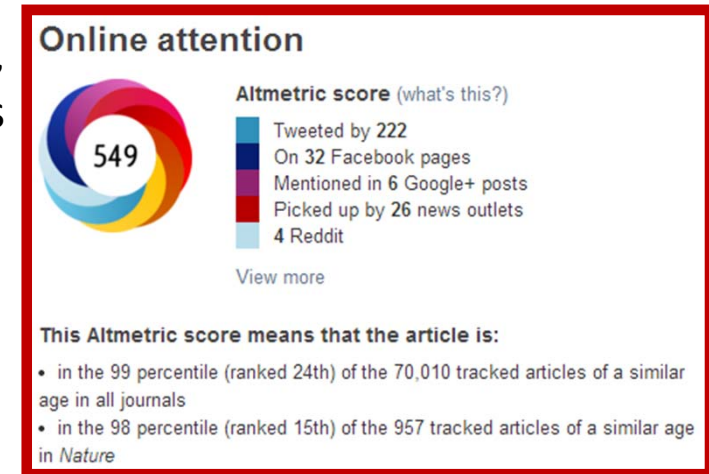 Online attention
Altmetric score (what's this?)
549
Tweeted by 222
On 32 Facebook pages
Mentioned in 6 Google+ posts
Picked up by 26 news outlets
4 Reddit
View more
This Altmetric score means that the article is:
• in the 99 percentile (ranked 24th) of the 70,010 tracked articles of a similar
age in all journals
• in the 98 percentile (ranked 15th) of the 957 tracked articles of a similar age
in Nature